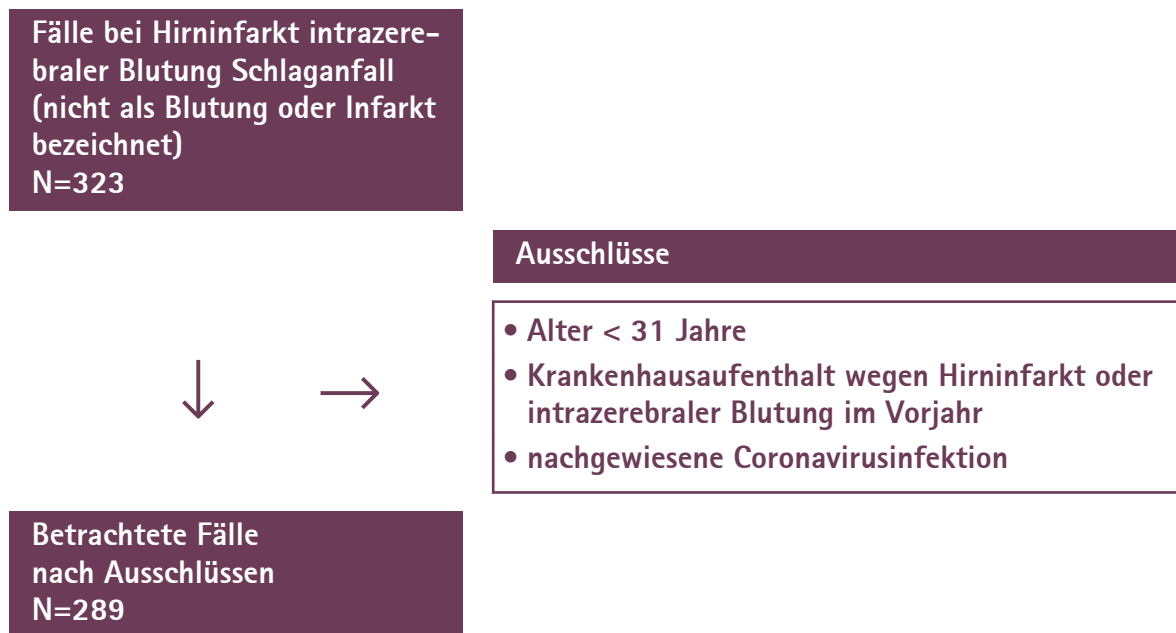 Fälle bei Hirninfarkt intrazere-
braler Blutung Schlaganfall
(nicht als Blutung oder Infarkt
bezeichnet)
N=323
Ausschlüsse
• Alter < 31 Jahre
• Krankenhausaufenthalt wegen Hirninfarkt oder
intrazerebraler Blutung im Vorjahr
• nachgewiesene Coronavirusinfektion
Betrachtete Fälle
nach Ausschlüssen
N=289